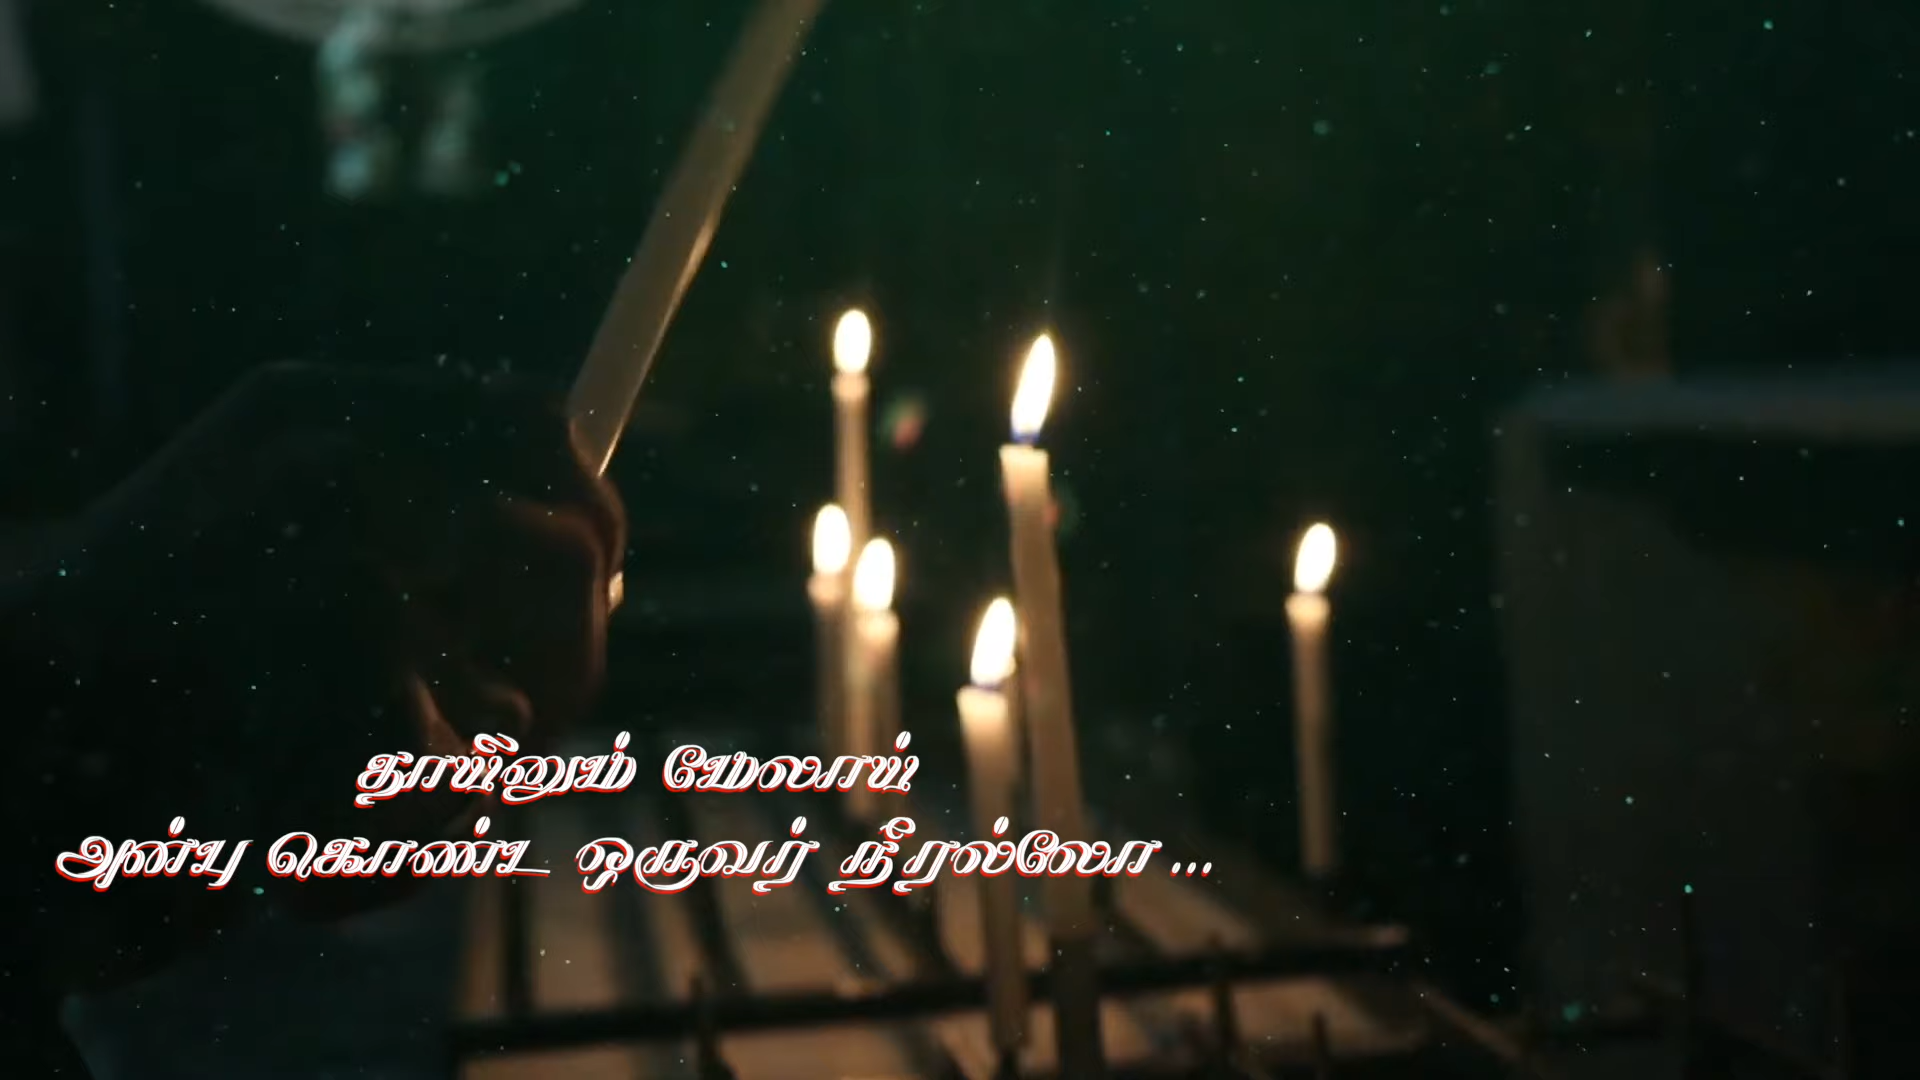 தாயினும் மேலாய்
அன்பு கொண்ட ஒருவர் நீரல்லோ...